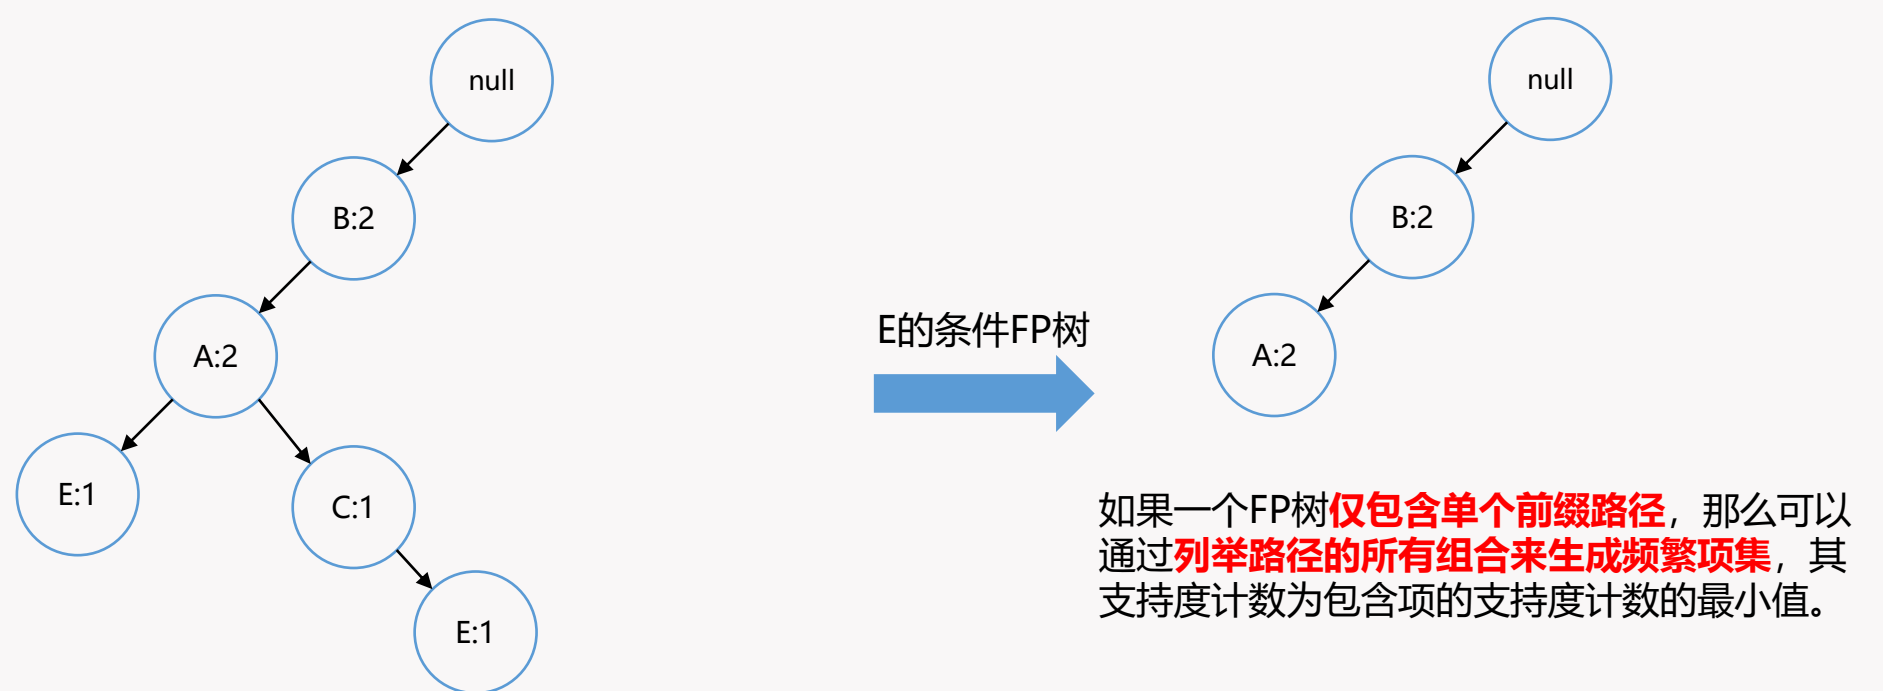 null
B:2
A:2
E:1
C:1
E:1
E的条件FP树
null
B:2
A:2
如果一个FP树仅包含单个前缀路径，那么可以
通过列举路径的所有组合来生成频繁项集，其
支持度计数为包含项的支持度计数的最小值。